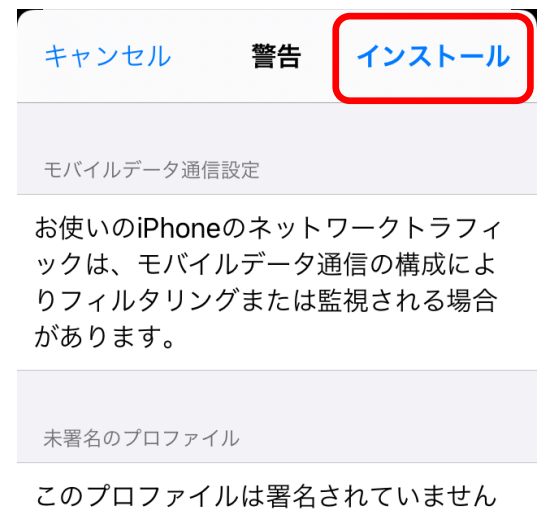 キャンセル 警告 インストール
モバイルデータ通信設定
お使いのiPhoneのネットワークトラフィ
ックは、モバイルデータ通信の構成によ
りフィルタリングまたは監視される場合
があります。
未署名のプロファイル
このプロファイルは署名されていません